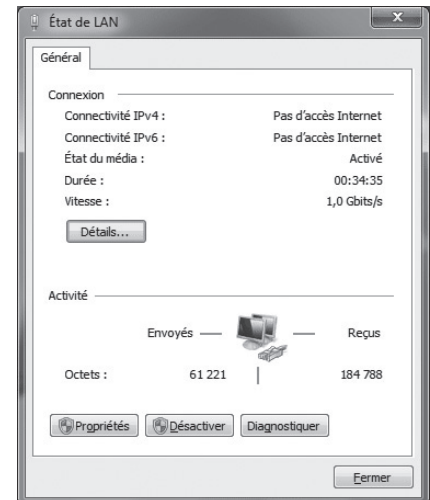 État de LAN
Général
Connexion
Connectivité IPv4 : Pas d'accès Internet
Connectivité IPv6 : Pas d'accès Internet
État du média : Activé
Durée : 00:34:35
Vitesse : 1,0 Gbits/s
Détails...
Activité
Envoyés — — Reçus
Octets : 61 221 184 788
Propriétés Désactiver Diagnostiquer
Fermer